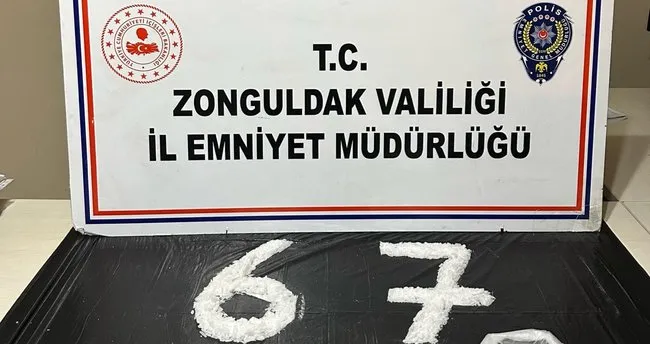 T.C.
ZONGULDAK VALİLİĞİ
İL EMNİYET MÜDÜRLÜĞÜ
POLİS
67